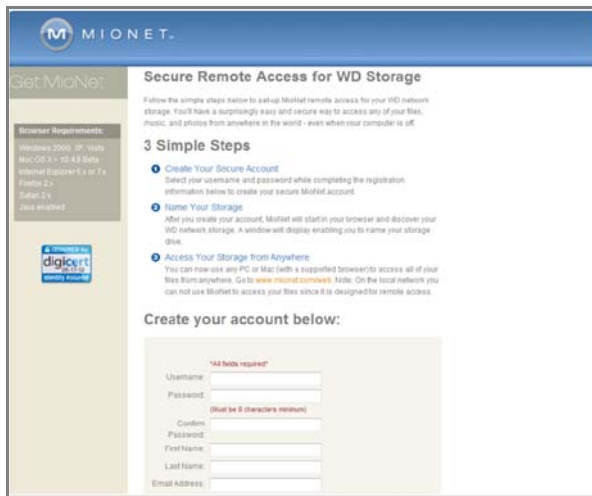 M MIONET™
Get MioNet
Browser Requirements:
Windows 2000, XP, Vista
Mac OS X > 10.4.8 Beta
Internet Explorer 6.x or 7.x
Firefox 2.x
Safari 2.x
Java enabled
SECURED by
digicert
Identity Assured
Secure Remote Access for WD Storage
Follow the simple steps below to set-up MioNet remote access for your WD network
storage. You'll have a surprisingly easy and secure way to access any of your files,
music, and photos from anywhere in the world - even when your computer is off.
3 Simple Steps
1 Create Your Secure Account
Select your username and password while completing the registration
information below to create your secure MioNet account.
2 Name Your Storage
After you create your account, MioNet will start in your browser and discover your
WD network storage. A window will display enabling you to name your storage
drive.
3 Access Your Storage from Anywhere
You can now use any PC or Mac (with a supported browser) to access all of your
files from anywhere. Go to www.mionet.com/web. Note: On the local network you
can not use MioNet to access your files since it is designed for remote access.
Create your account below:
*All fields required*
Username:
Password:
(Must be 8 characters minimum)
Confirm
Password:
First Name:
Last Name:
Email Address: